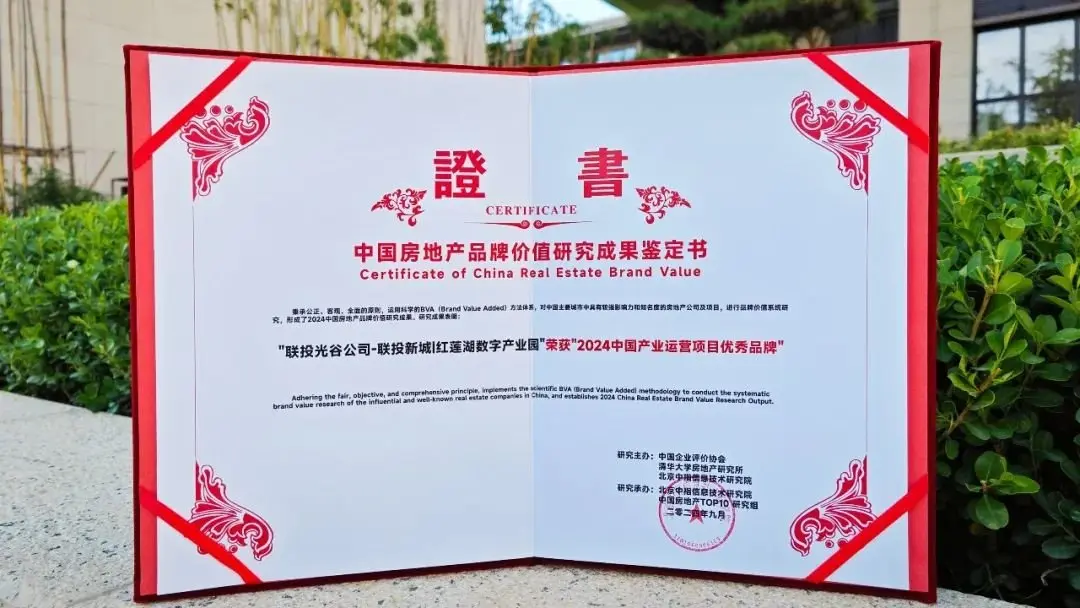 證 書
CERTIFICATE
中国房地产品牌价值研究成果鉴定书
Certificate of China Real Estate Brand Value
秉承公正、客观、全面的原则，运用科学的BVA（Brand Value Added）方法体系，对中国主要城市中具有较强影响力和知名度的房地产公司及项目，进行品牌价值系统研
究，形成了2024中国房地产品牌价值研究成果。研究成果表明：
"联投光谷公司-联投新城|红莲湖数字产业园"荣获"2024中国产业运营项目优秀品牌"
Adhering the fair, objective, and comprehensive principle, implements the scientific BVA (Brand Value Added) methodology to conduct the systematic
brand value research of the influential and well-known real estate companies in China, and establishes 2024 China Real Estate Brand Value Research Output.
研究主办：中国企业评价协会
清华大学房地产研究所
北京中指信息技术研究院
研究承办：北京中指信息技术研究院
中国房地产TOP10 研究组
二〇二四年九月